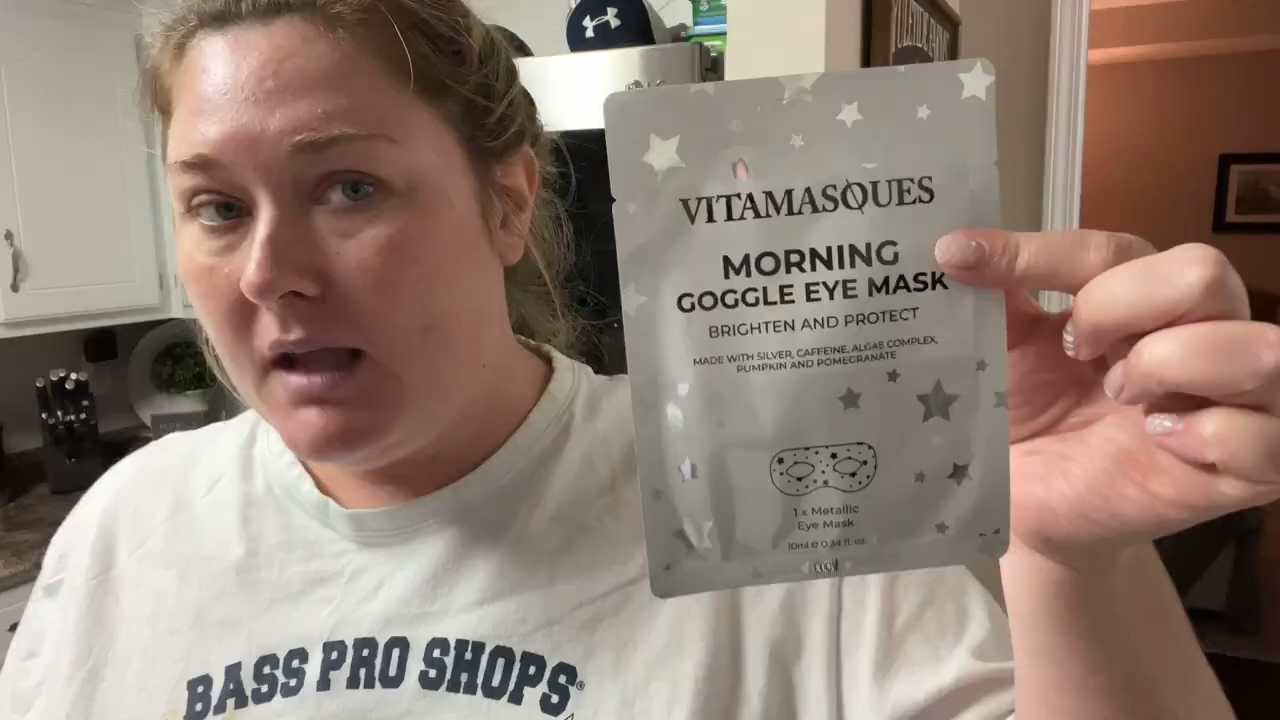 VITAMASQUES
MORNING
GOGGLE EYE MASK
BRIGHTEN AND PROTECT
MADE WITH SILVER, CAFFEINE, ALGAE COMPLEX,
PUMPKIN AND POMEGRANATE
1 x Metallic
Eye Mask
10ml e 0.34 fl. oz.
BASS PRO SHOPS®